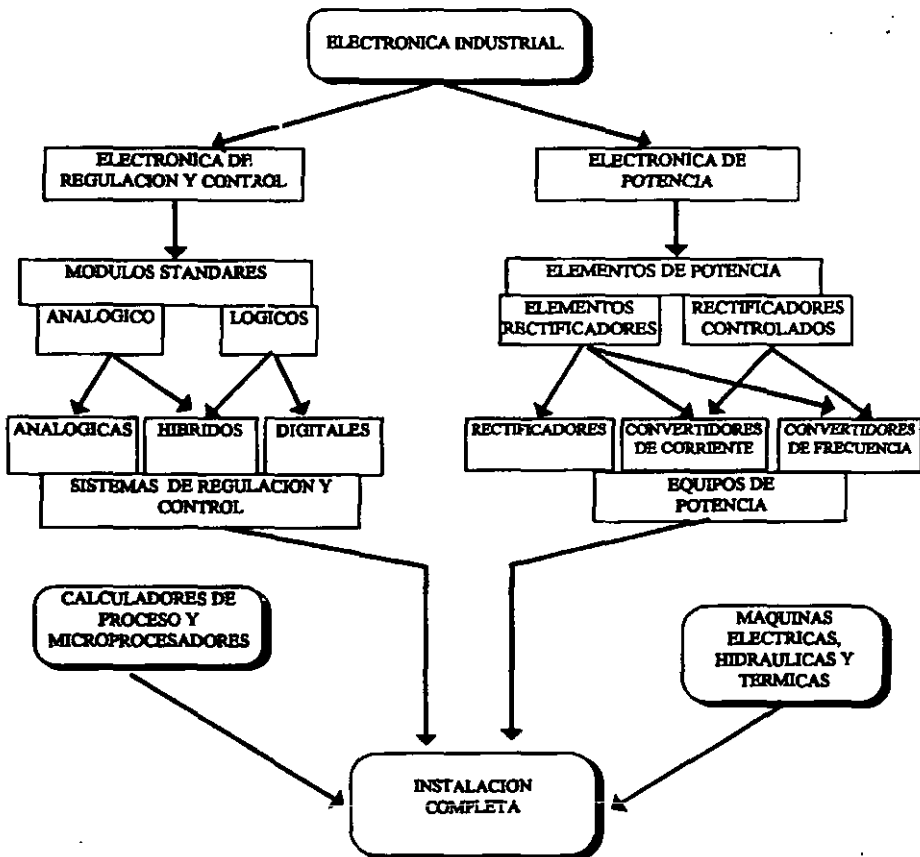 ELECTRONICA INDUSTRIAL.
ELECTRONICA DE
REGULACION Y CONTROL
ELECTRONICA DE
POTENCIA
MODULOS STANDARES
ANALOGICO
LOGICOS
ELEMENTOS DE POTENCIA
ELEMENTOS
RECTIFICADORES
RECTIFICADORES
CONTROLADOS
ANALOGICAS
HIBRIDOS
DIGITALES
SISTEMAS DE REGULACION Y
CONTROL
RECTIFICADORES
CONVERTIDORES
DE CORRIENTE
CONVERTIDORES
DE FRECUENCIA
EQUIPOS DE
POTENCIA
CALCULADORES DE
PROCESO Y
MICROPROCESADORES
MAQUINAS
ELECTRICAS,
HIDRAULICAS Y
TERMICAS
INSTALACION
COMPLETA